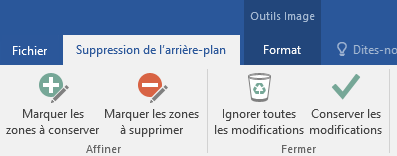 Outils Image
Fichier
Suppression de l'arrière-plan
Format
Dites-no
Marquer les zones à conserver
Marquer les zones à supprimer
Ignorer toutes les modifications
Conserver les modifications
Affiner
Fermer